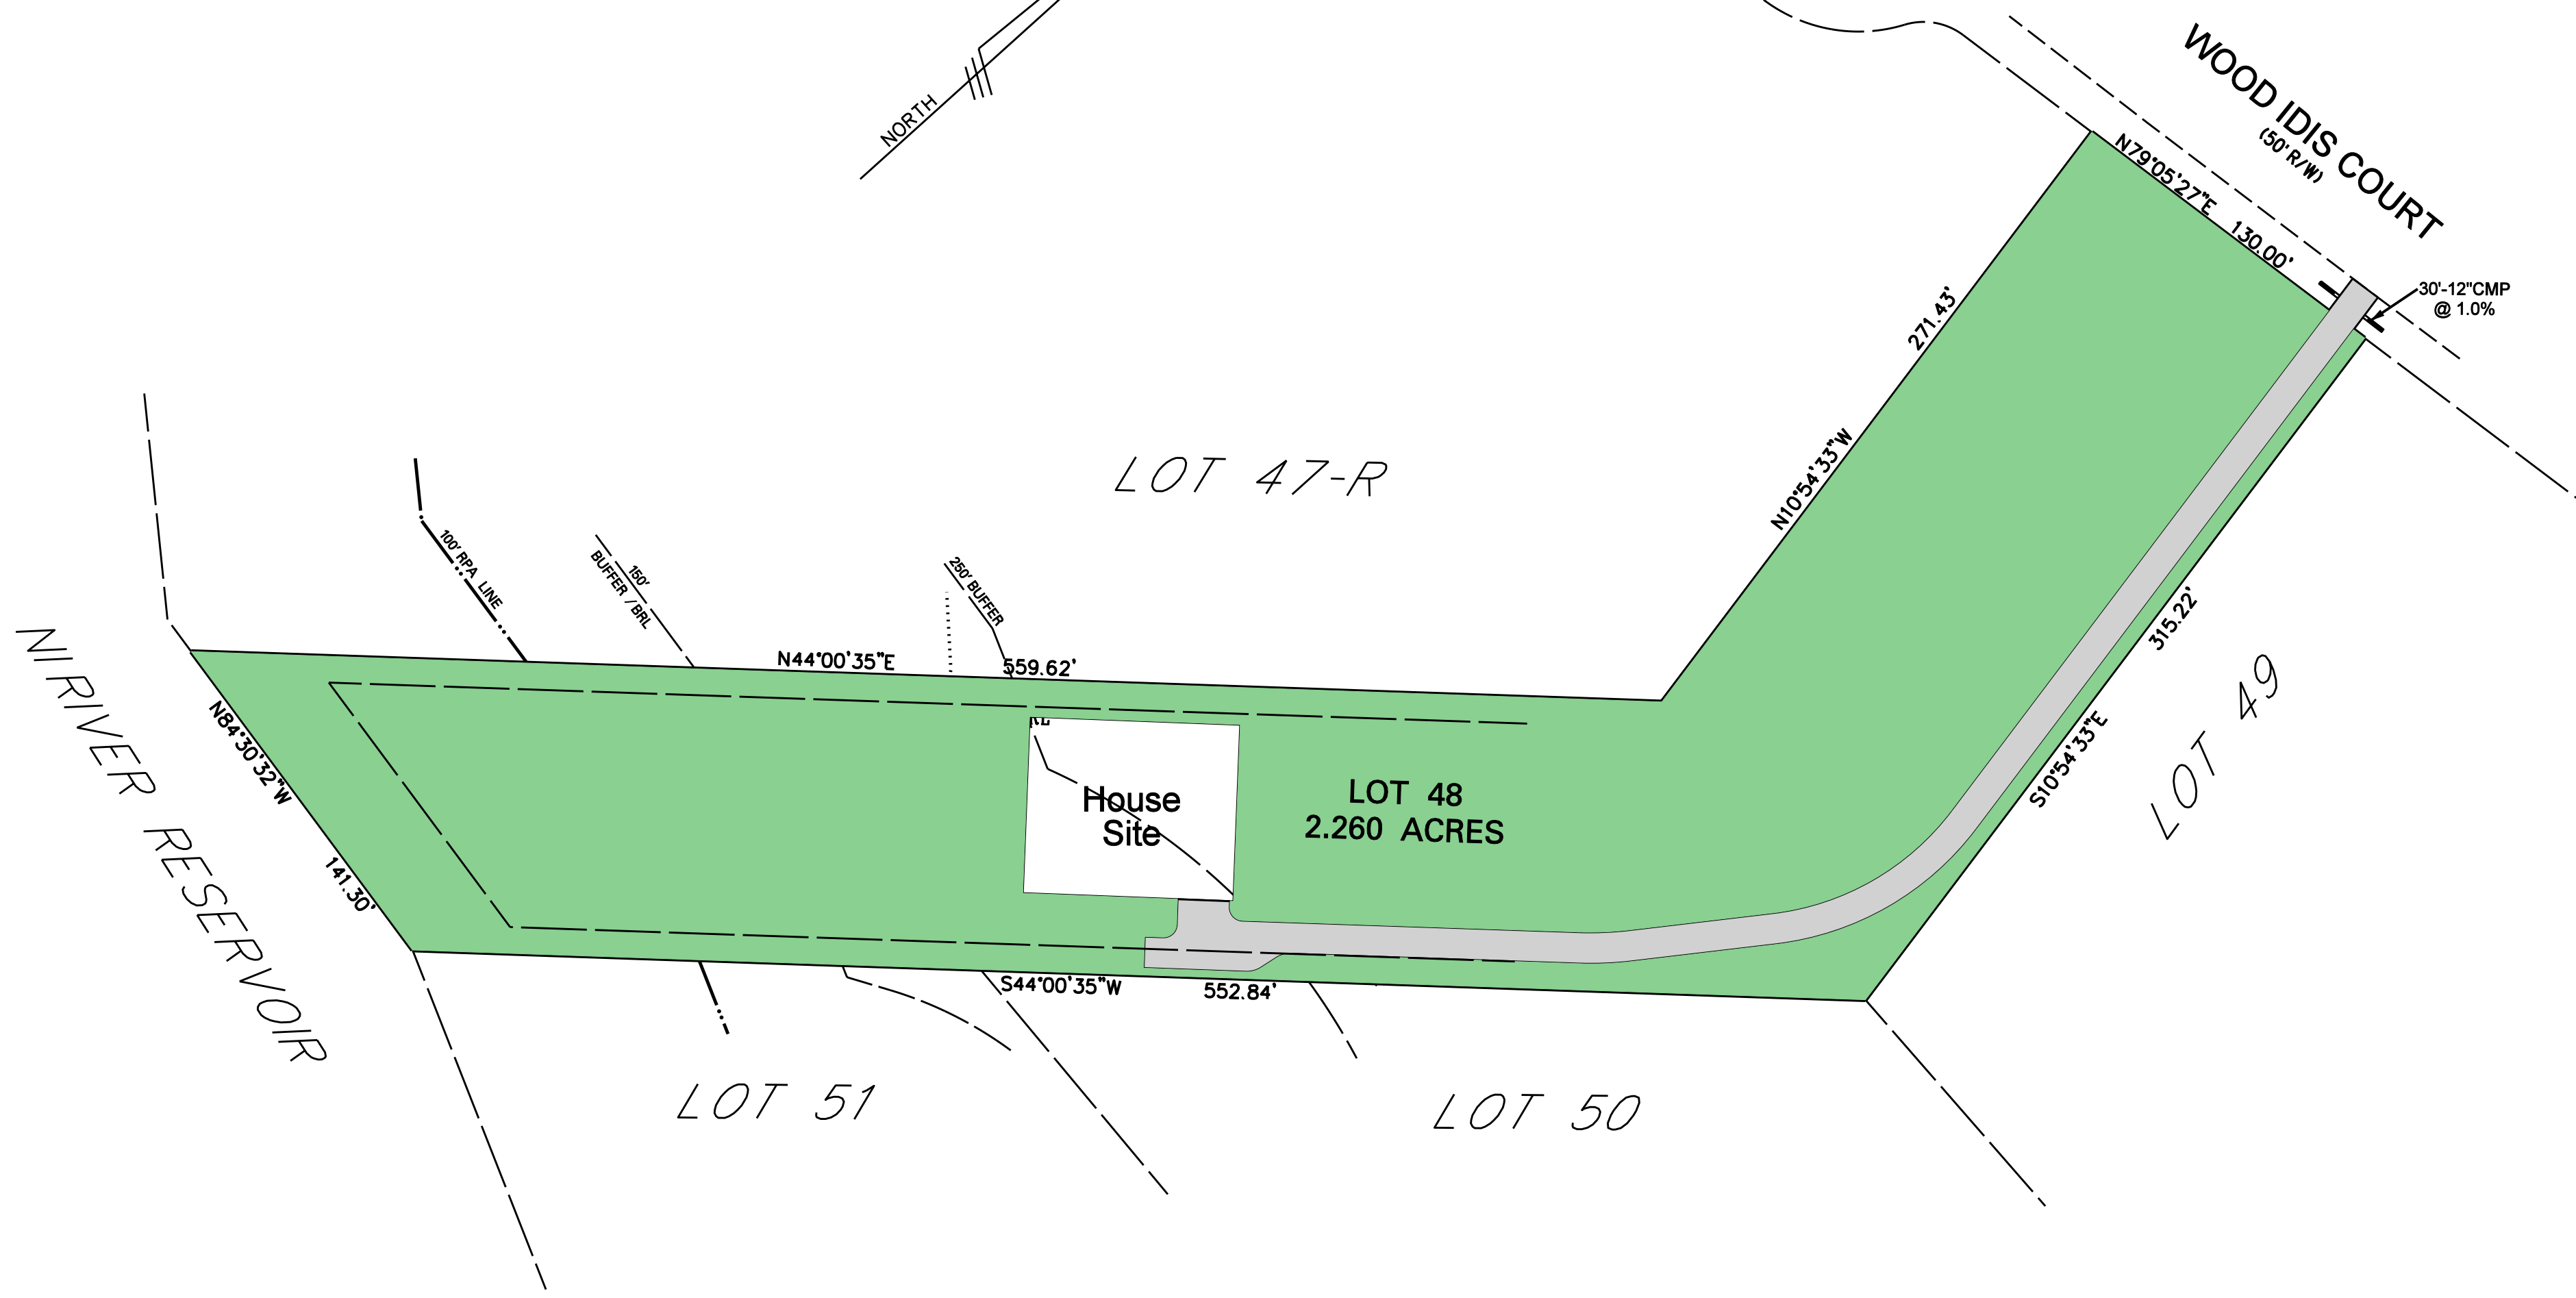 WOOD IDIS COURT
(50' R/W)
NORTH
N79°05'27"E 130.00'
30'-12"CMP
@ 1.0%
271.43'
N10°54'33"W
LOT 47-R
100' RPA LINE
150'
BUFFER /BRL
250' BUFFER
N44°00'35"E 559.62'
315.22'
S10°54'33"E
LOT 49
NI RIVER RESERVOIR
N84°30'32"W
141.30'
House
Site
LOT 48
2.260 ACRES
S44°00'35"W 552.84'
LOT 51
LOT 50